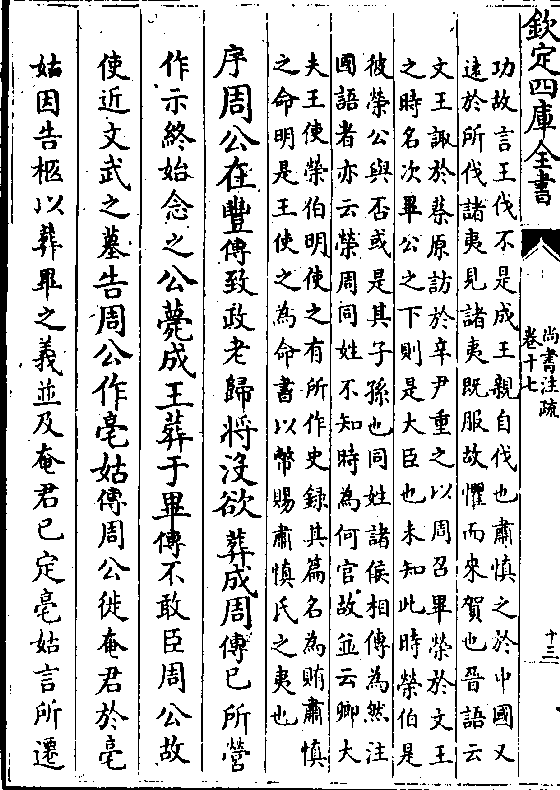 欽定四庫全書
尚書注疏
卷十七
十三
功故言王伐不是成王親自伐也肅慎之於中國又
遠於所伐諸夷見諸夷既服故懼而來賀也晉語云
文王諏於蔡原訪於辛尹重之以周召畢榮於文王
之時名次畢公之下則是大臣也未知此時榮伯是
彼榮公與否或是其子孫也同姓諸侯相傳為然注
國語者亦云榮周同姓不知時為何官故並云卿大
夫王使榮伯明使之有所作史錄其篇名為賄肅慎
之命明是王使之為命書以幣賜肅慎氏之夷也
序周公在豐傳致政老歸將沒欲葬成周傳已所營
作示終始念之公薨成王葬于畢傳不敢臣周公故
使近文武之墓告周公作亳姑傳周公徙奄君於亳
姑因告柩以葬畢之義並及奄君已定亳姑言所遷